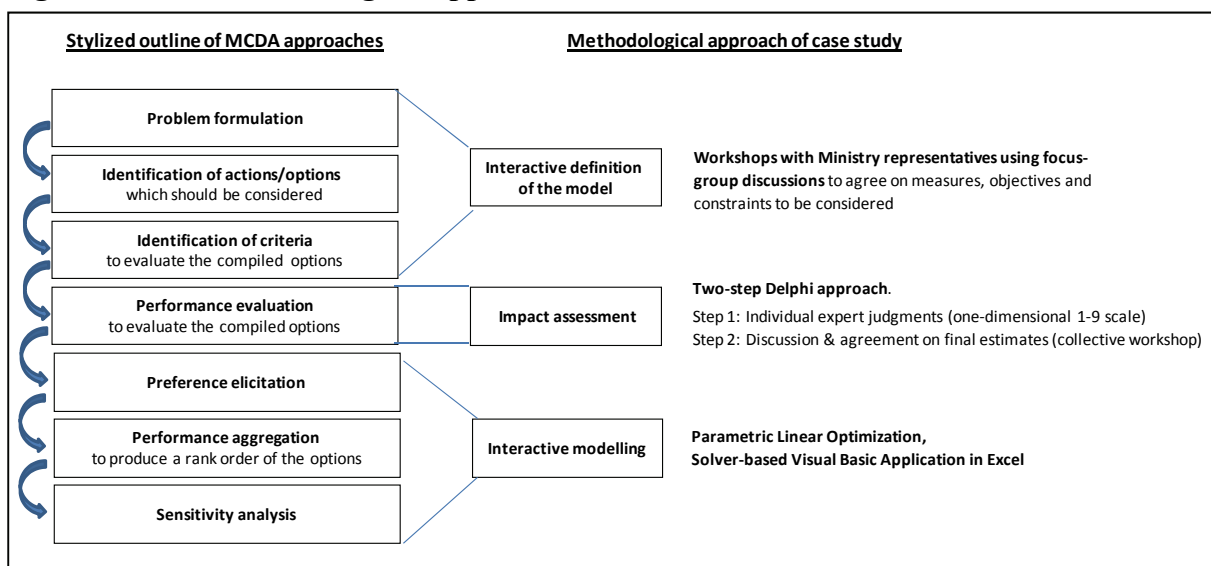 Stylized outline of MCDA approaches
Methodological approach of case study
Problem formulation
Identification of actions/options
which should be considered
Identification of criteria
to evaluate the compiled options
Performance evaluation
to evaluate the compiled options
Preference elicitation
Performance aggregation
to produce a rank order of the options
Sensitivity analysis
Interactive definition
of the model
Impact assessment
Interactive modelling
Workshops with Ministry representatives using focus-
group discussions to agree on measures, objectives and
constraints to be considered
Two-step Delphi approach.
Step 1: Individual expert judgments (one-dimensional 1-9 scale)
Step 2: Discussion & agreement on final estimates (collective workshop)
Parametric Linear Optimization,
Solver-based Visual Basic Application in Excel